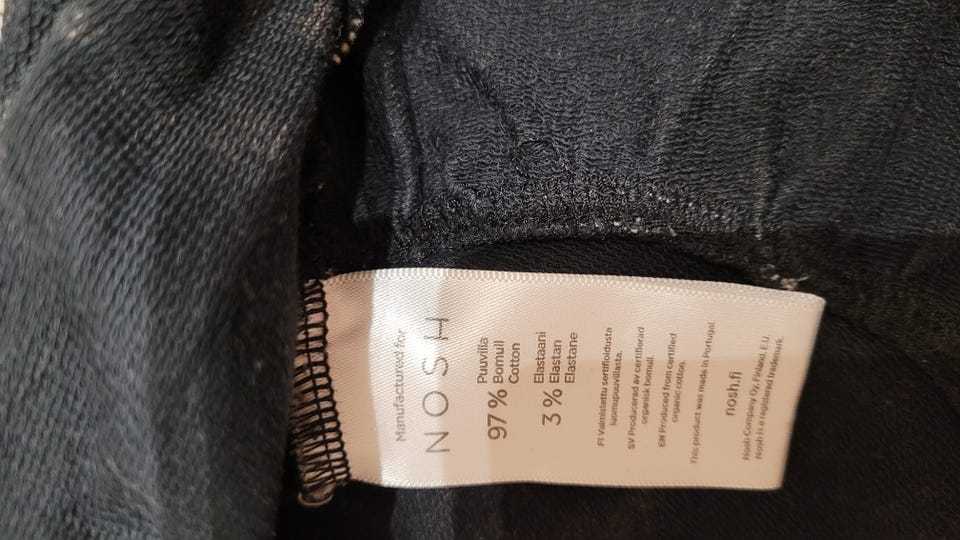 Manufactured for
NOSH
97 % Puuvilla
Bomull
Cotton
3 % Elastaani
Elastan
Elastane
FI Valmistettu sertifioidusta
luomupuuvillasta.
SV Producerad av certifierad
organisk bomull.
EN Produced from certified
organic cotton.
This product was made in Portugal.
nosh.fi
Nosh Company Oy, Finland, E.U.
Nosh is a registered trademark.